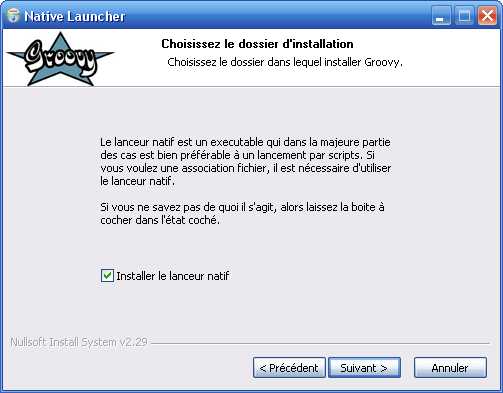 Native Launcher
Groovy
Choisissez le dossier d'installation
Choisissez le dossier dans lequel installer Groovy.
Le lanceur natif est un executable qui dans la majeure partie
des cas est bien préférable à un lancement par scripts. Si
vous voulez une association fichier, il est nécessaire d'utiliser
le lanceur natif.
Si vous ne savez pas de quoi il s'agit, alors laissez la boite à
cocher dans l'état coché.
Installer le lanceur natif
Nullsoft Install System v2.29
< Précédent
Suivant >
Annuler